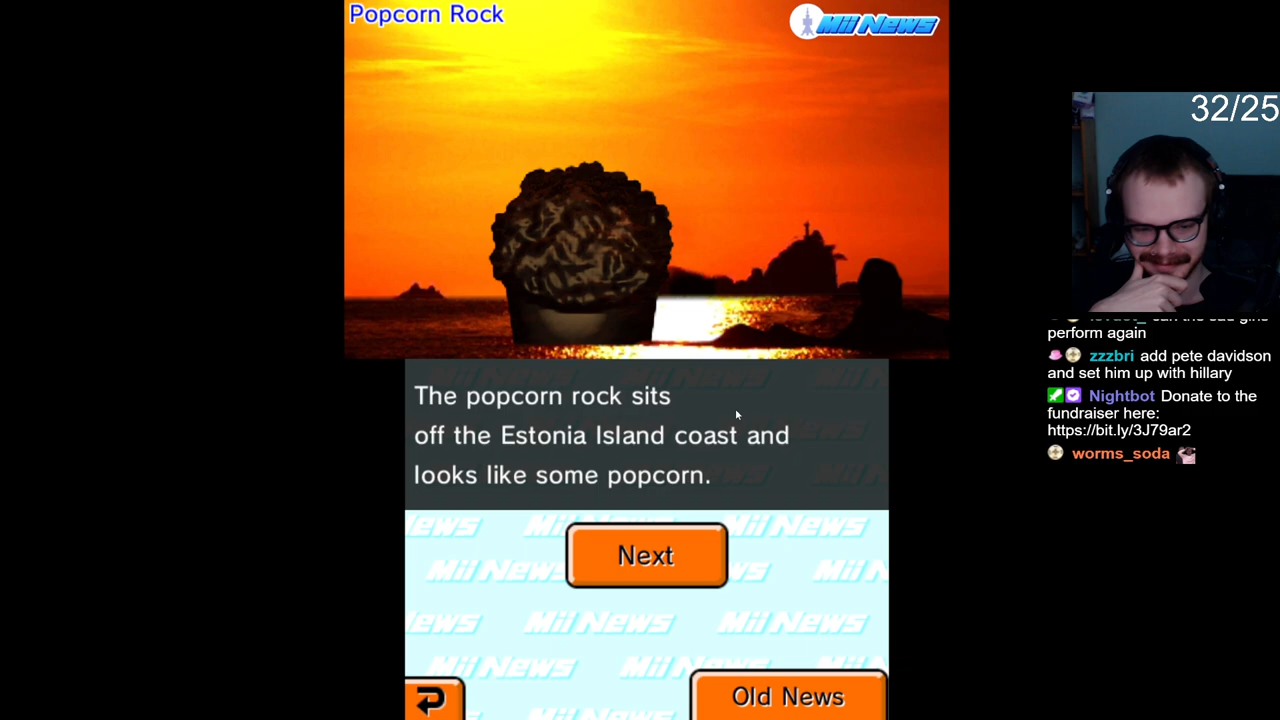 Popcorn Rock
Mii News
32/25
perform again
zzzbri add pete davidson
and set him up with hillary
Nightbot Donate to the
fundraiser here:
https://bit.ly/3J79ar2
worms_soda
The popcorn rock sits
off the Estonia Island coast and
looks like some popcorn.
Next
Old News